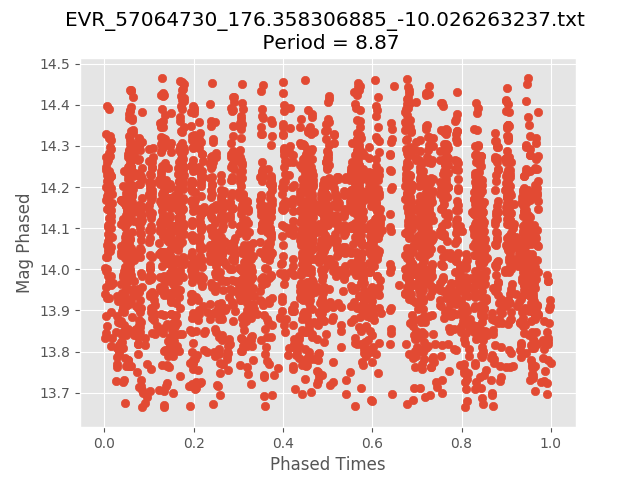 EVR_57064730_176.358306885_-10.026263237.txt
Period = 8.87
14.5
14.4
14.3
14.2
14.1
14.0
13.9
13.8
13.7
Mag Phased
0.0 0.2 0.4 0.6 0.8 1.0
Phased Times